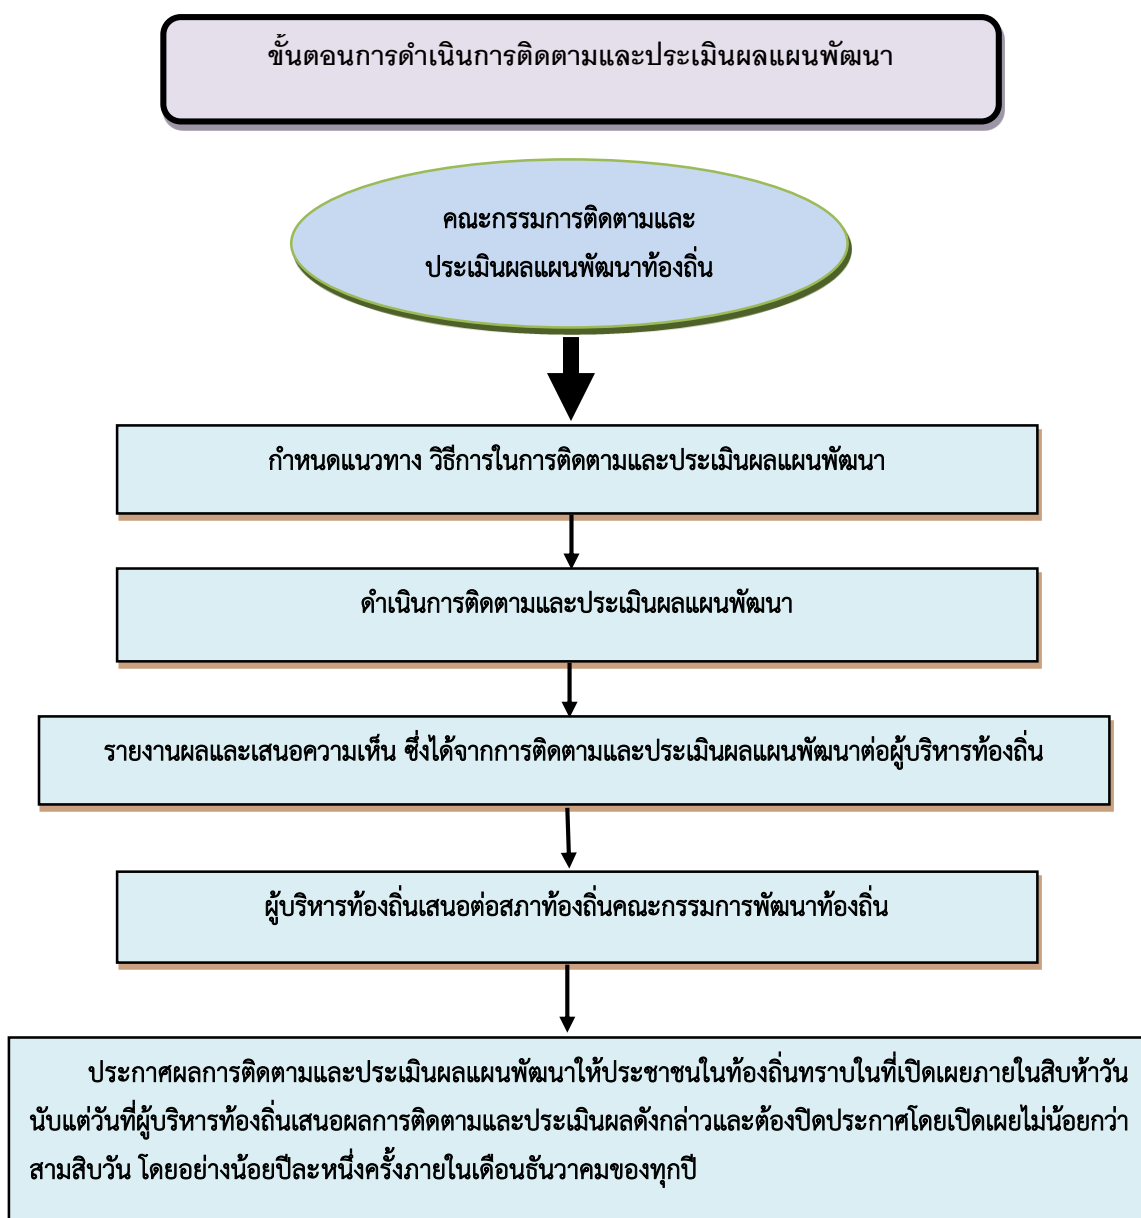 ขั้นตอนการดำเนินการติดตามและประเมินผลแผนพัฒนา
คณะกรรมการติดตามและ
ประเมินผลแผนพัฒนาท้องถิ่น
กำหนดแนวทาง วิธีการในการติดตามและประเมินผลแผนพัฒนา
ดำเนินการติดตามและประเมินผลแผนพัฒนา
รายงานผลและเสนอความเห็น ซึ่งได้จากการติดตามและประเมินผลแผนพัฒนาต่อผู้บริหารท้องถิ่น
ผู้บริหารท้องถิ่นเสนอต่อสภาท้องถิ่นคณะกรรมการพัฒนาท้องถิ่น
ประกาศผลการติดตามและประเมินผลแผนพัฒนาให้ประชาชนในท้องถิ่นทราบในที่เปิดเผยภายในสิบห้าวัน
นับแต่วันที่ผู้บริหารท้องถิ่นเสนอผลการติดตามและประเมินผลดังกล่าวและต้องปิดประกาศโดยเปิดเผยไม่น้อยกว่า
สามสิบวัน โดยอย่างน้อยปีละหนึ่งครั้งภายในเดือนธันวาคมของทุกปี